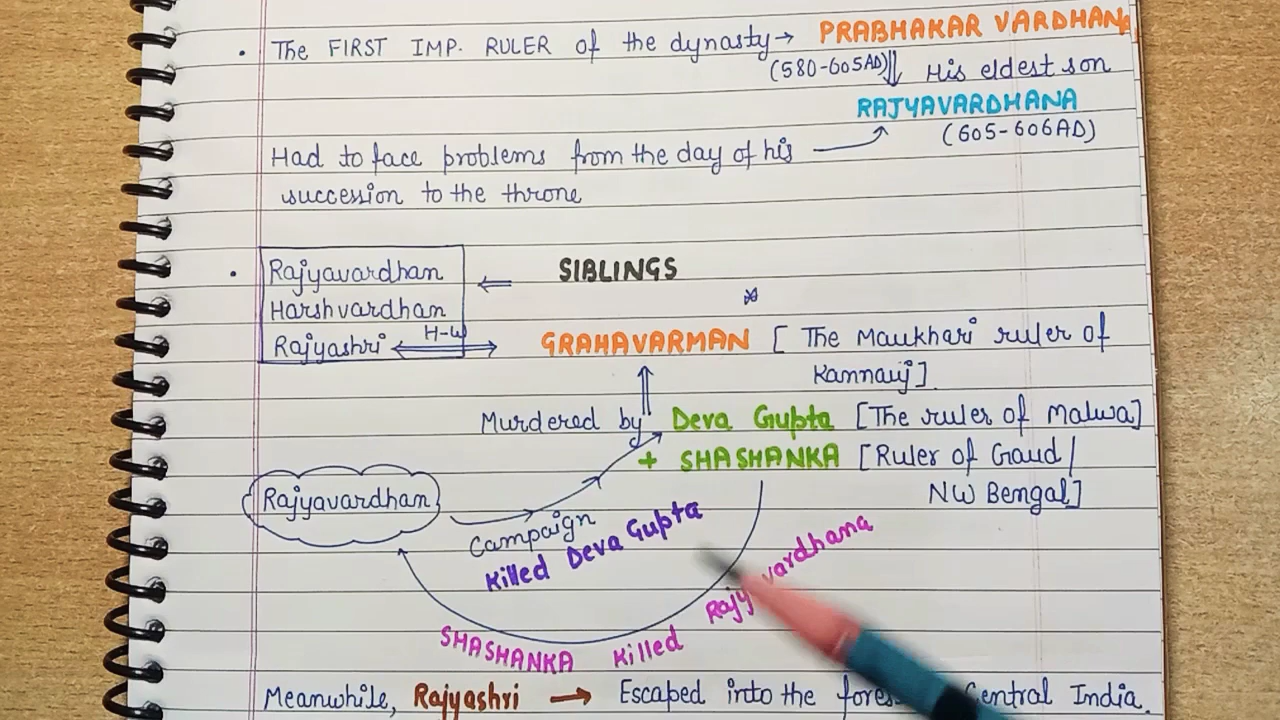 • The FIRST IMP. RULER of the dynasty → PRABHAKAR VARDHANA
(580-605AD) ⇓ His eldest son
RAJYAVARDHANA
(605-606AD)
Had to face problems from the day of his
succession to the throne
• Rajyavardhan ⇐ SIBLINGS
Harshvardhan
Rajyashri ⟺ H-W GRAHAVARMAN [The Maukhari ruler of
Kannauj]
Murdered by Deva Gupta [The ruler of Malwa]
+ SHASHANKA [Ruler of Gaud /
NW Bengal]
Rajyavardhan
Campaign
Killed Deva Gupta
SHASHANKA Killed Rajyavardhana
Meanwhile, Rajyashri → Escaped into the Central India.